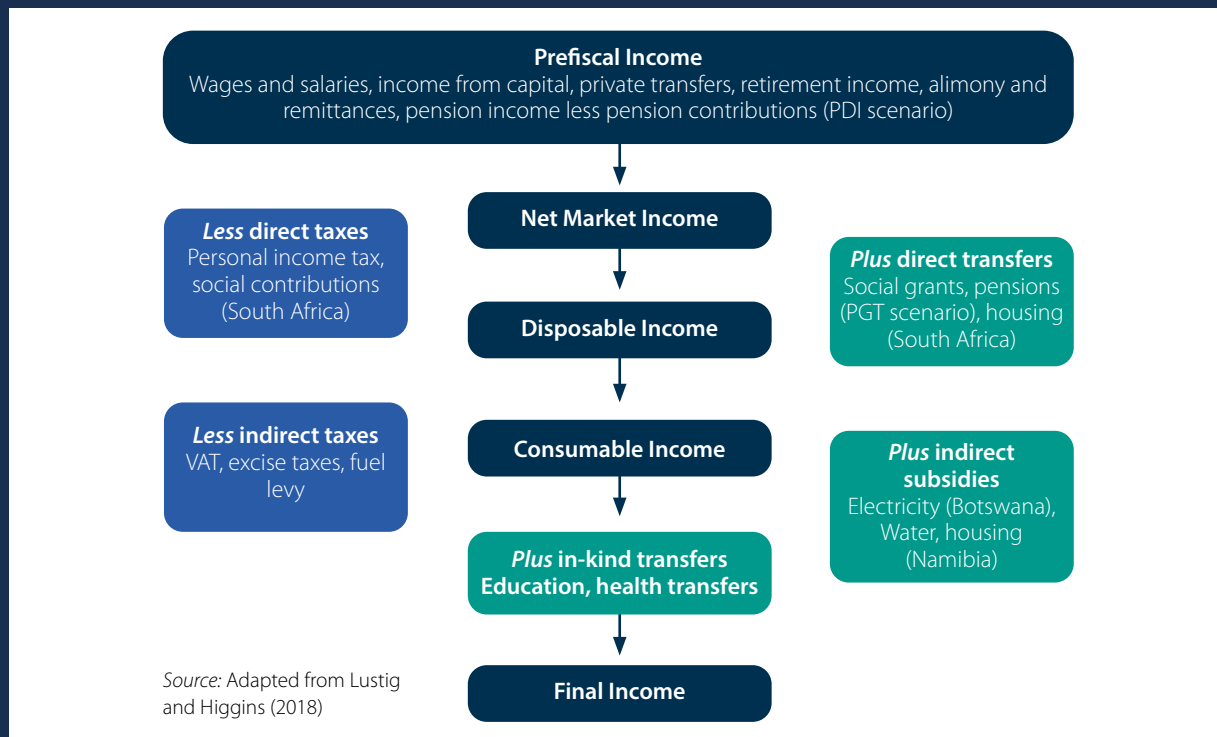 Prefiscal Income
Wages and salaries, income from capital, private transfers, retirement income, alimony and
remittances, pension income less pension contributions (PDI scenario)
Net Market Income
Less direct taxes
Personal income tax,
social contributions
(South Africa)
Plus direct transfers
Social grants, pensions
(PGT scenario), housing
(South Africa)
Disposable Income
Less indirect taxes
VAT, excise taxes, fuel
levy
Consumable Income
Plus indirect
subsidies
Electricity (Botswana),
Water, housing
(Namibia)
Plus in-kind transfers
Education, health transfers
Final Income
Source: Adapted from Lustig
and Higgins (2018)